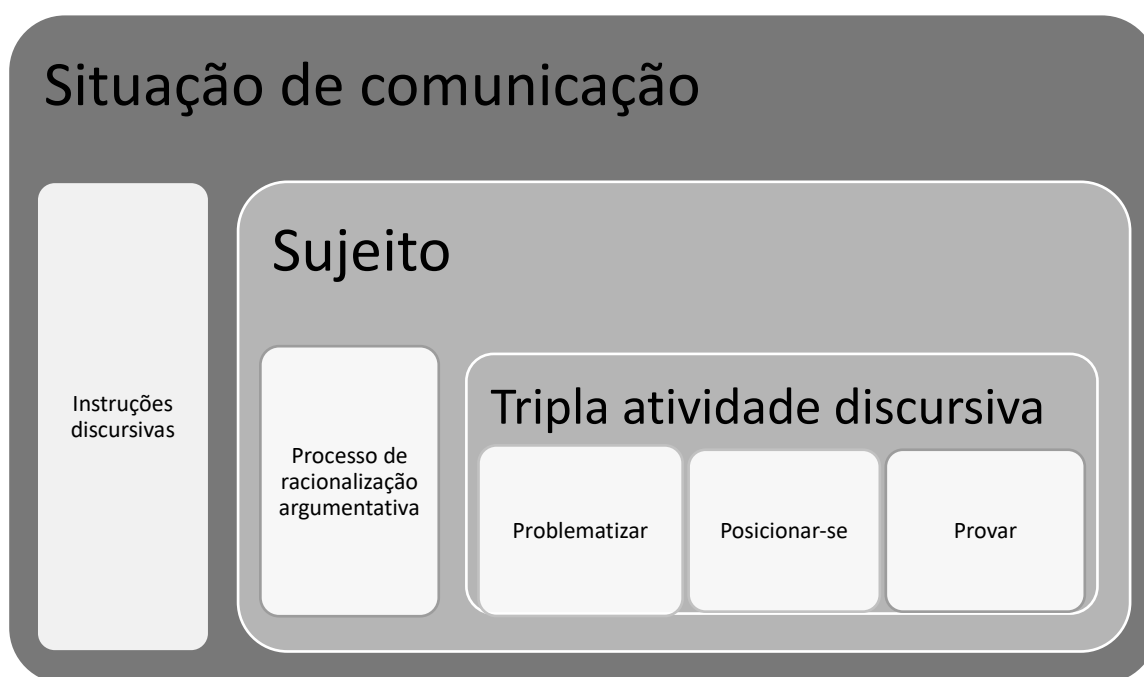 Situação de comunicação
Sujeito
Instruções
discursivas
Processo de
racionalização
argumentativa
Tripla atividade discursiva
Problematizar
Posicionar-se
Provar